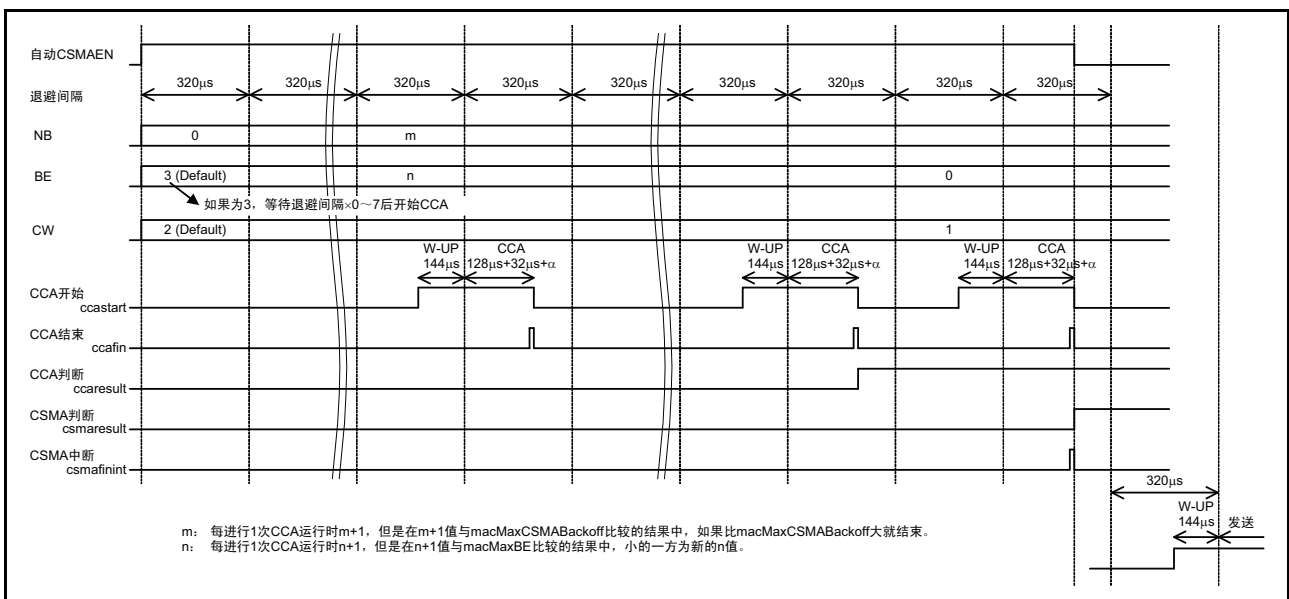 自动CSMAEN
退避间隔 320μs 320μs 320μs 320μs 320μs 320μs 320μs 320μs 320μs
NB 0 m
BE 3 (Default) n 0
如果为3，等待退避间隔×0～7后开始CCA
CW 2 (Default) 1
W-UP CCA W-UP CCA W-UP CCA
144μs 128μs+32μs+α 144μs 128μs+32μs+α 144μs 128μs+32μs+α
CCA开始
ccastart
CCA结束
ccafin
CCA判断
ccaresult
CSMA判断
csmaresult
CSMA中断
csmafinint
320μs
W-UP
144μs 发送
m： 每进行1次CCA运行时m+1，但是在m+1值与macMaxCSMABackoff比较的结果中，如果比macMaxCSMABackoff大就结束。
n： 每进行1次CCA运行时n+1，但是在n+1值与macMaxBE比较的结果中，小的一方为新的n值。